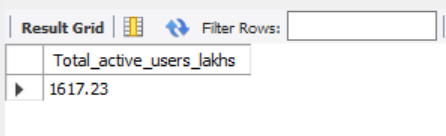 Result Grid Filter Rows:
Total_active_users_lakhs
1617.23